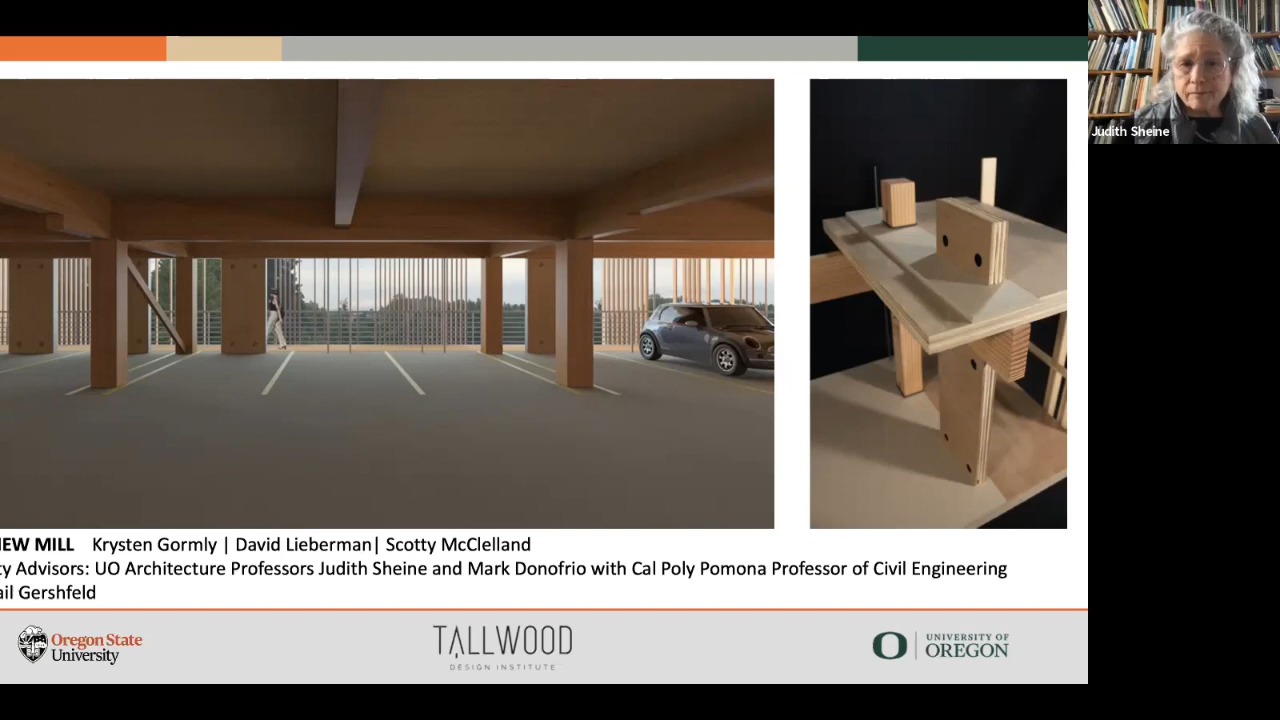 Judith Sheine
IEW MILL Krysten Gormly | David Lieberman| Scotty McClelland
ty Advisors: UO Architecture Professors Judith Sheine and Mark Donofrio with Cal Poly Pomona Professor of Civil Engineering
ail Gershfeld
Oregon State
University
TALLWOOD
DESIGN INSTITUTE
UNIVERSITY OF
OREGON